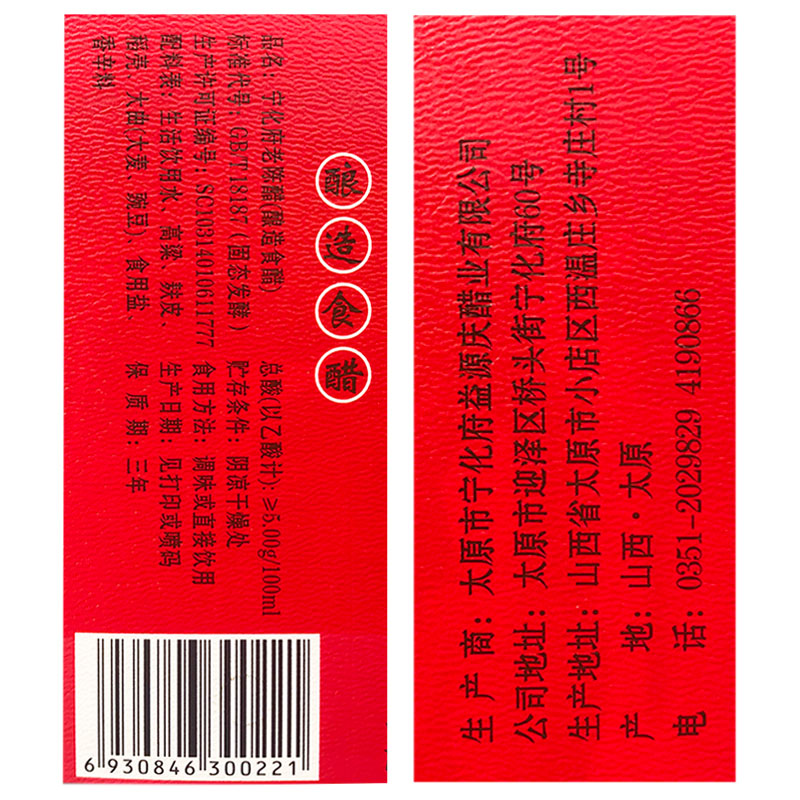 酿造食醋
品名：宁化府老陈醋(酿造食醋)
标准代号：GB/T18187（固态发酵）
生产许可证编号：SC10314010611777
配料表：生活饮用水、高粱、麸皮、
稻壳、大曲(大麦、豌豆)、食用盐、
香辛料
总酸(以乙酸计)：≥5.00g/100ml
贮存条件：阴凉干燥处
食用方法：调味或直接饮用
生产日期：见打印或喷码
保质期：三年
6 930846 300221
生产商：太原市宁化府益源庆醋业有限公司
公司地址：太原市迎泽区桥头街宁化府60号
生产地址：山西省太原市小店区西温庄乡寺庄村1号
产地：山西·太原
电话：0351-2029829 4190866